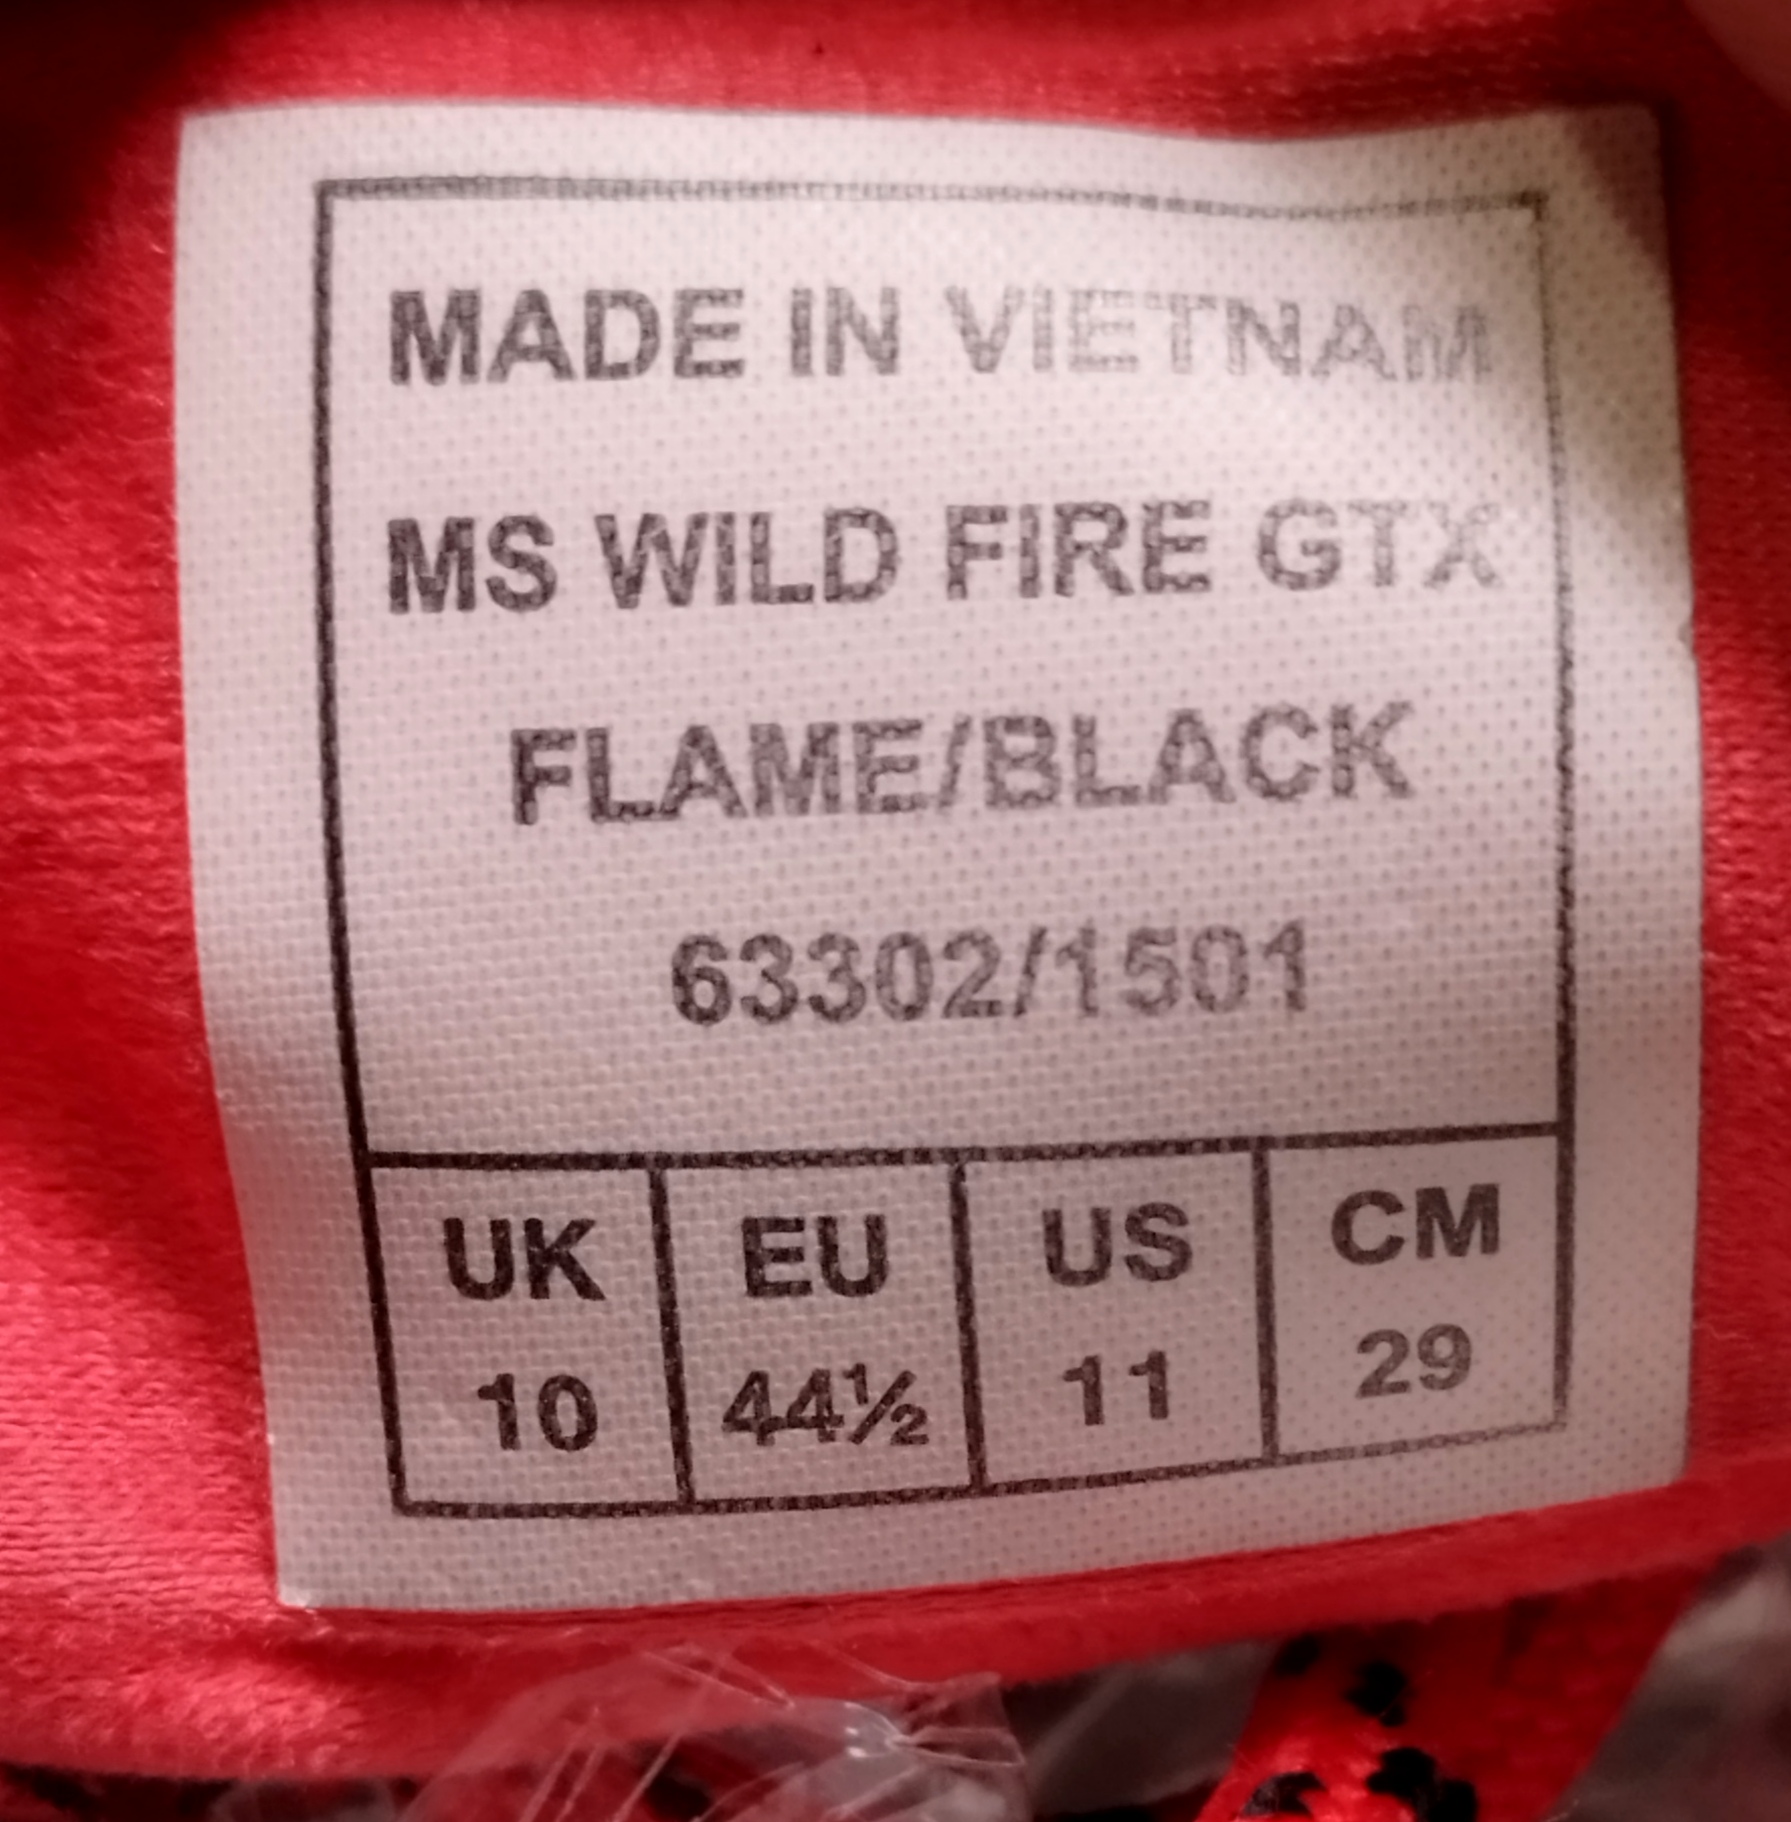 MADE IN VIETNAM
MS WILD FIRE GTX
FLAME/BLACK
63302/1501
UK EU US CM
10 44½ 11 29